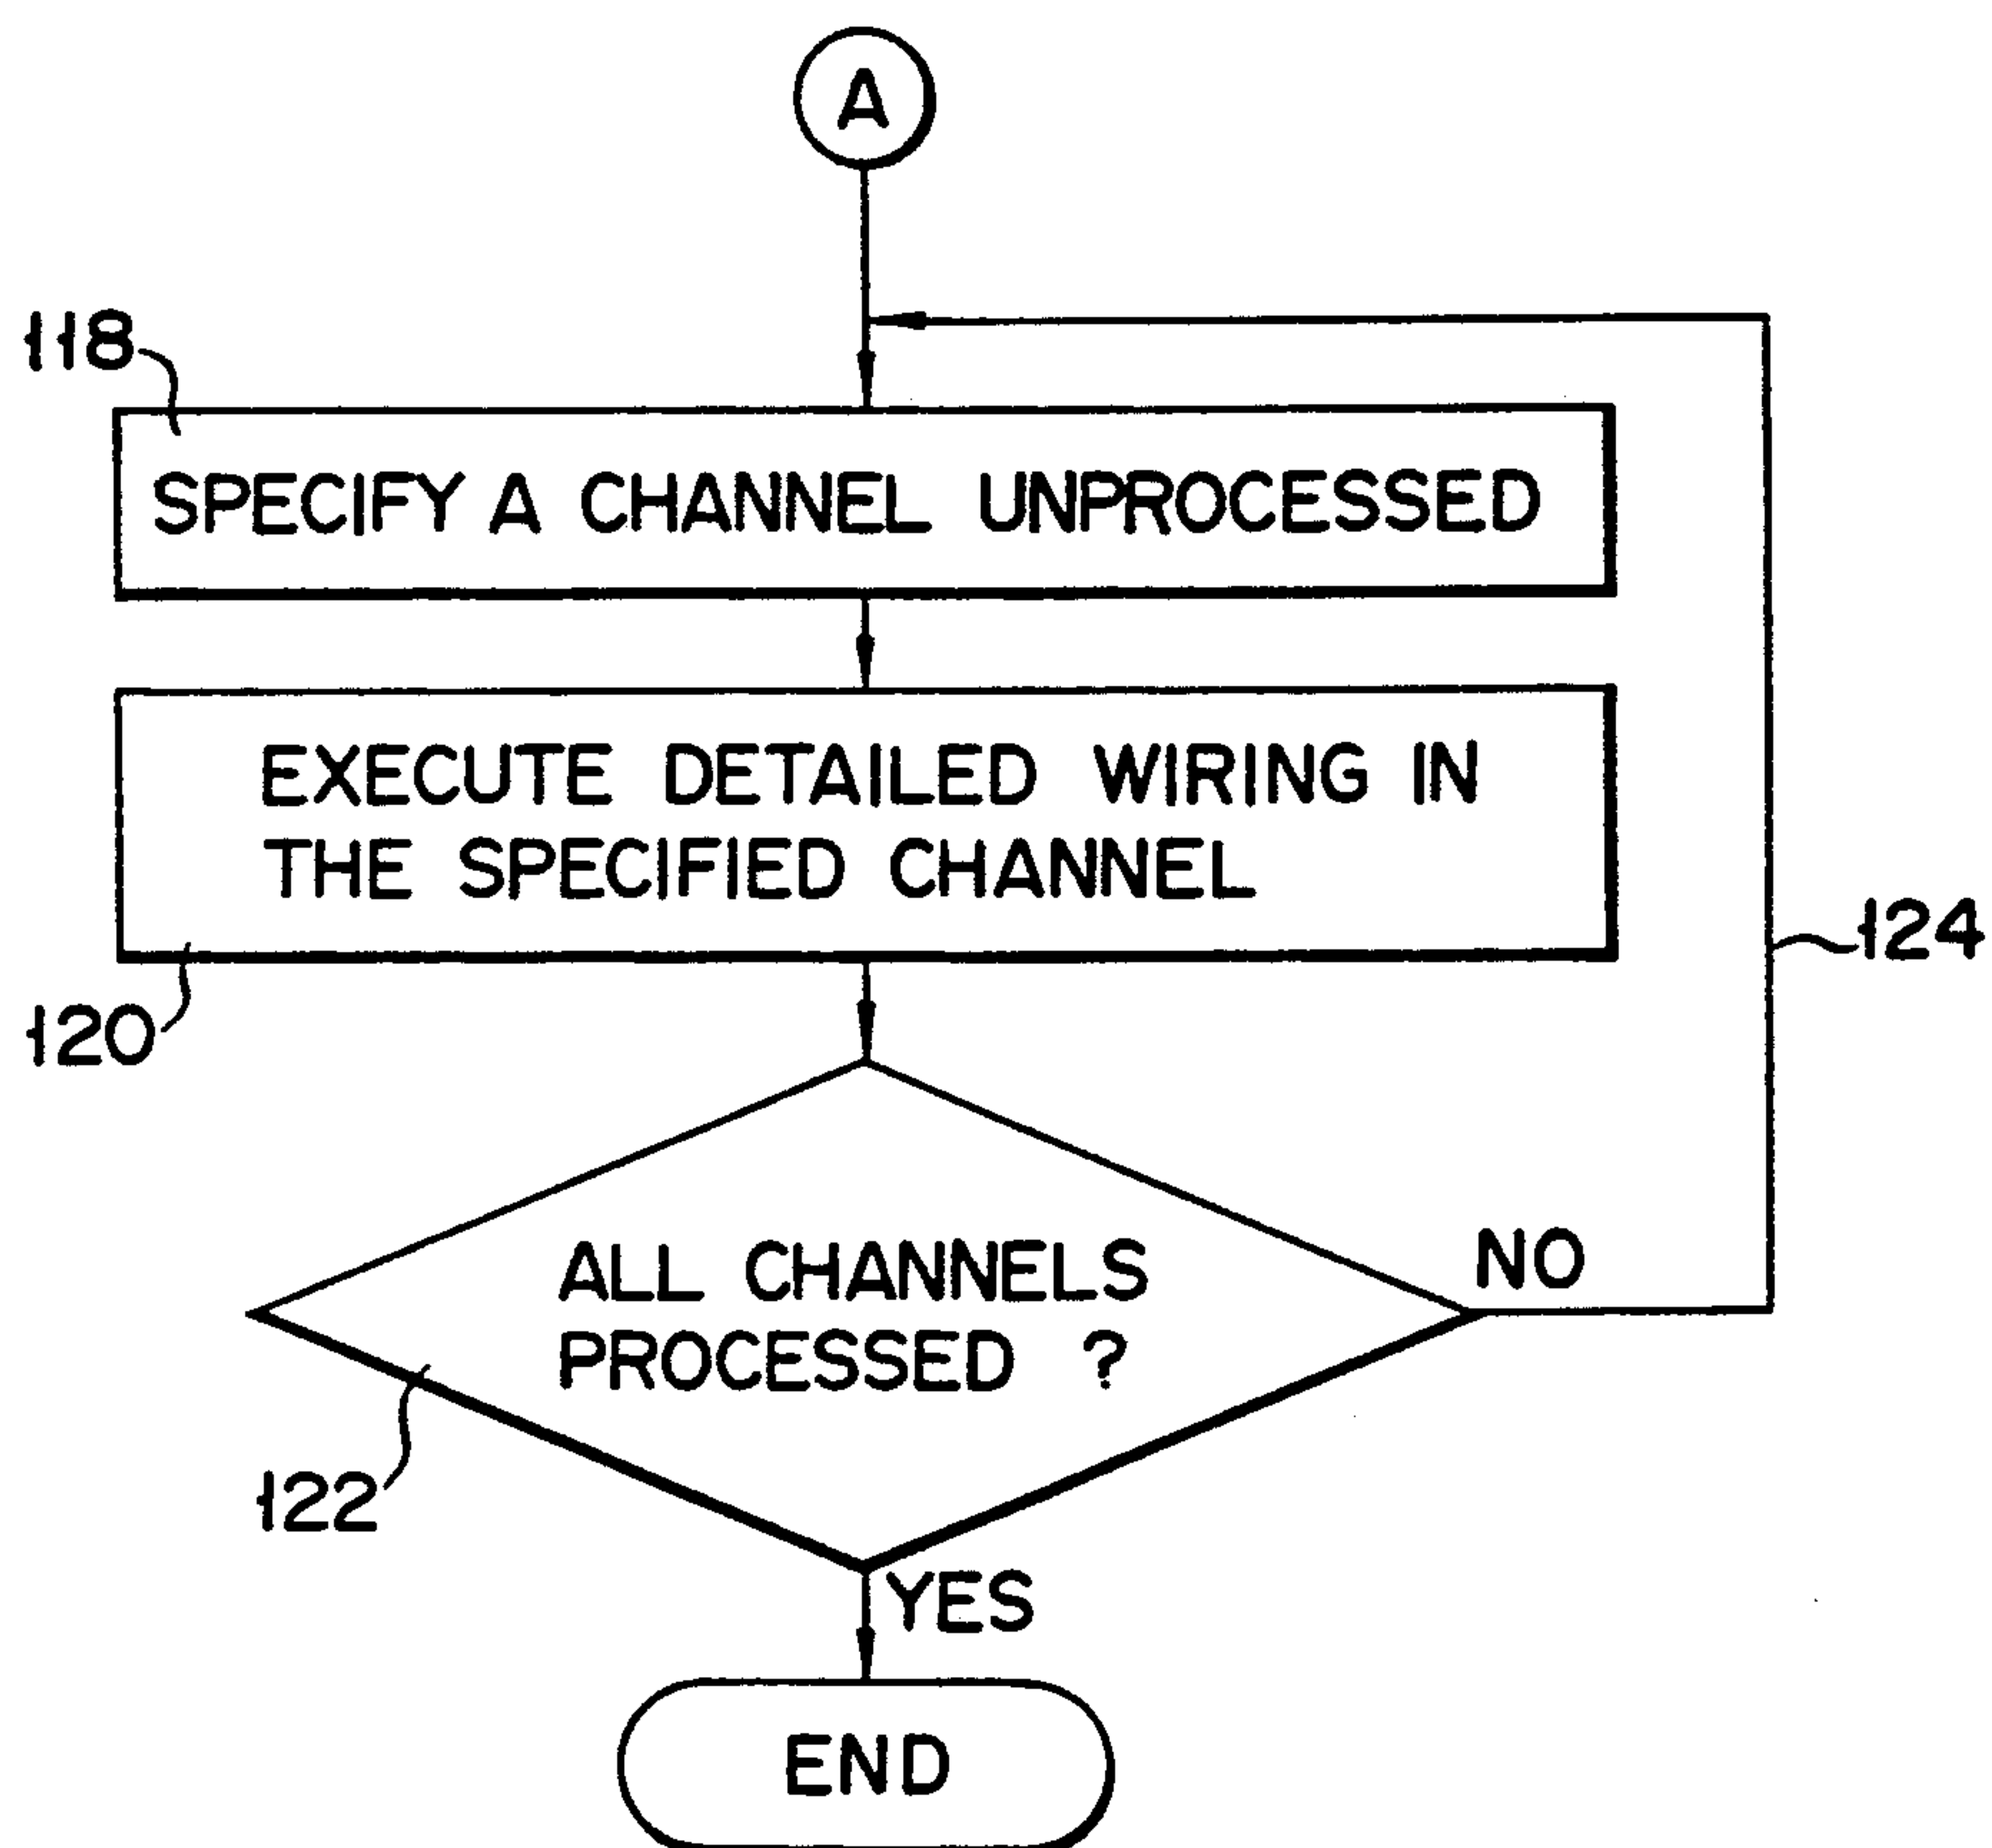 A
118
SPECIFY A CHANNEL UNPROCESSED
EXECUTE DETAILED WIRING IN
THE SPECIFIED CHANNEL
124
120
ALL CHANNELS
PROCESSED ?
NO
122
YES
END